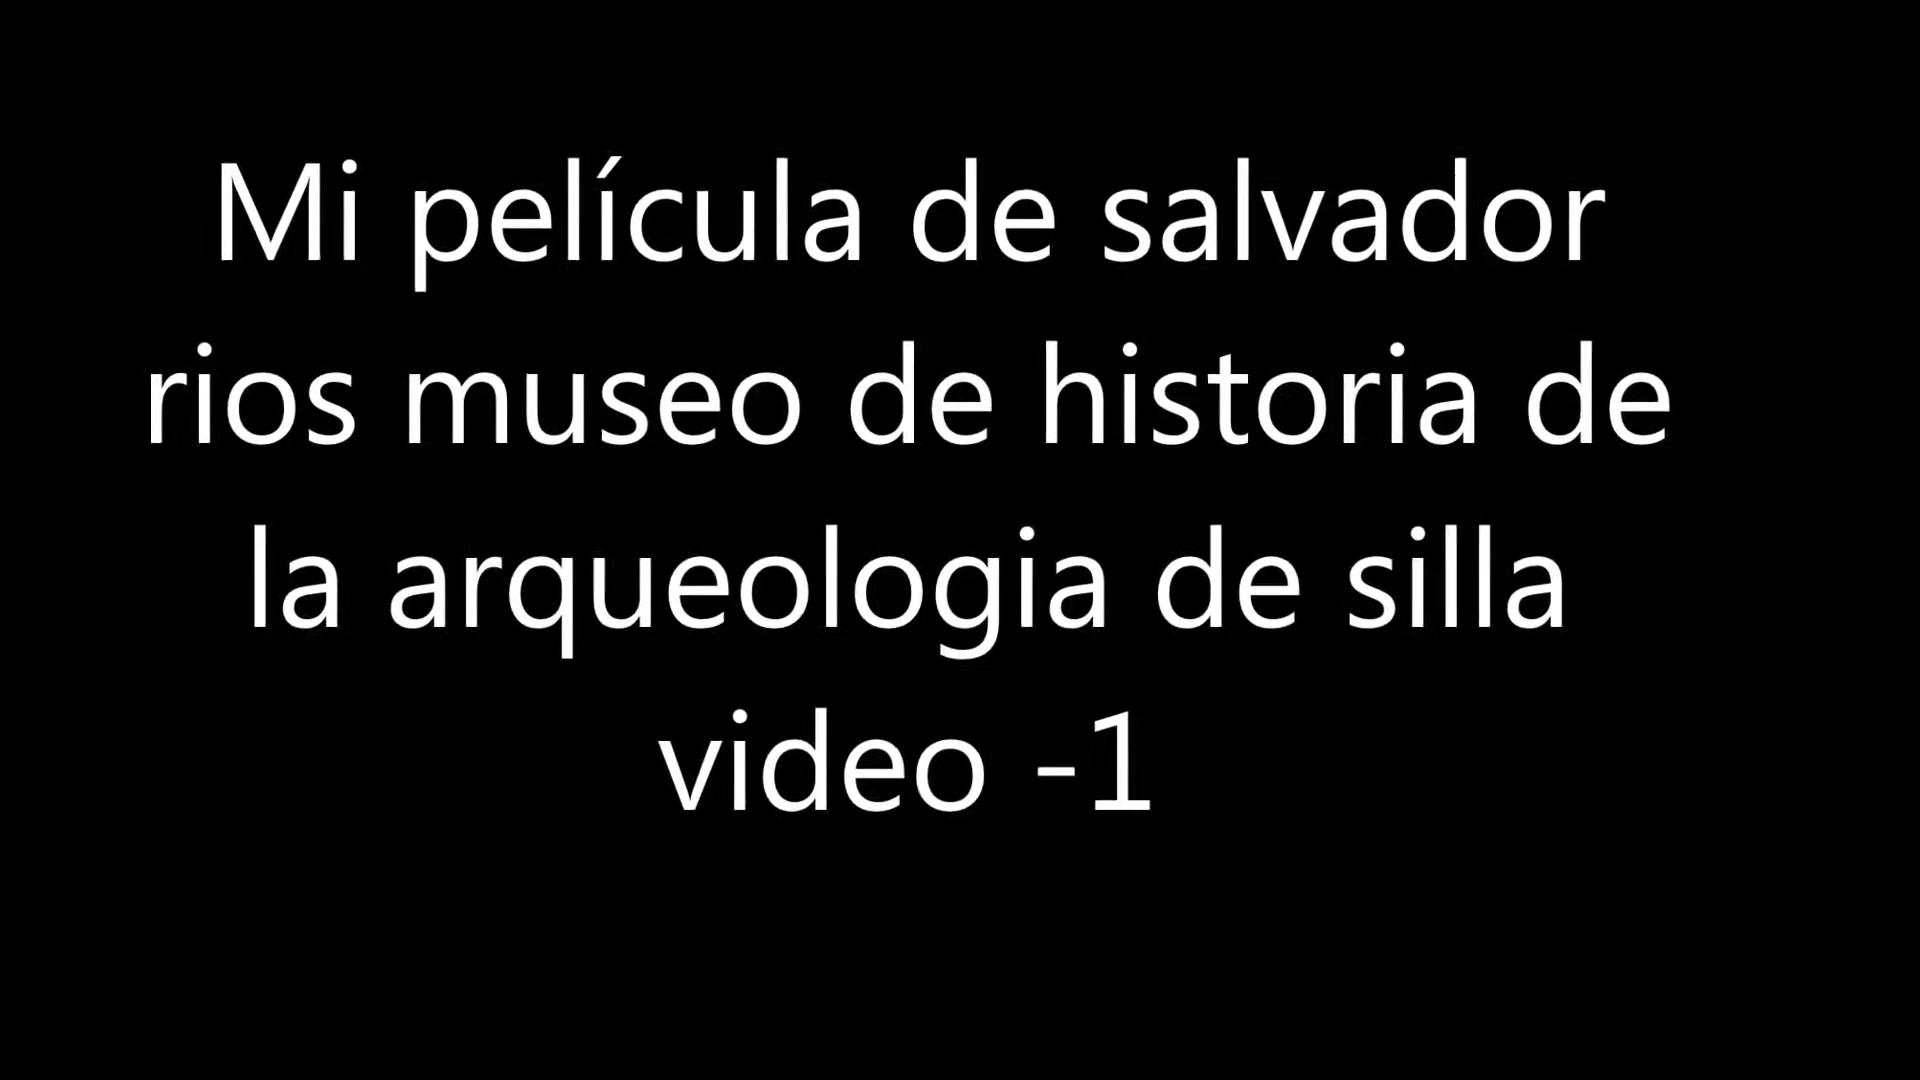 Mi película de salvador
rios museo de historia de
la arqueologia de silla
video -1